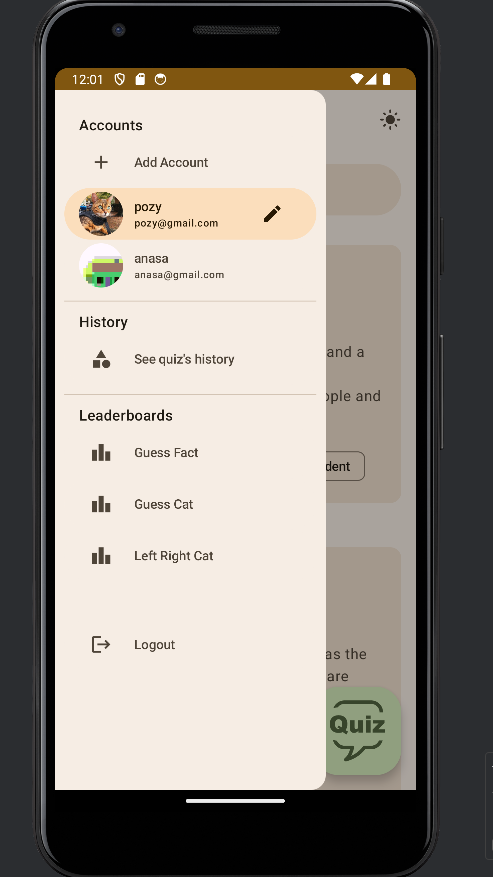 12:01
Accounts
Add Account
pozy
pozy@gmail.com
anasa
anasa@gmail.com
History
See quiz's history
and a
ople and
dent
Leaderboards
Guess Fact
Guess Cat
Left Right Cat
Logout
as the
are
Quiz